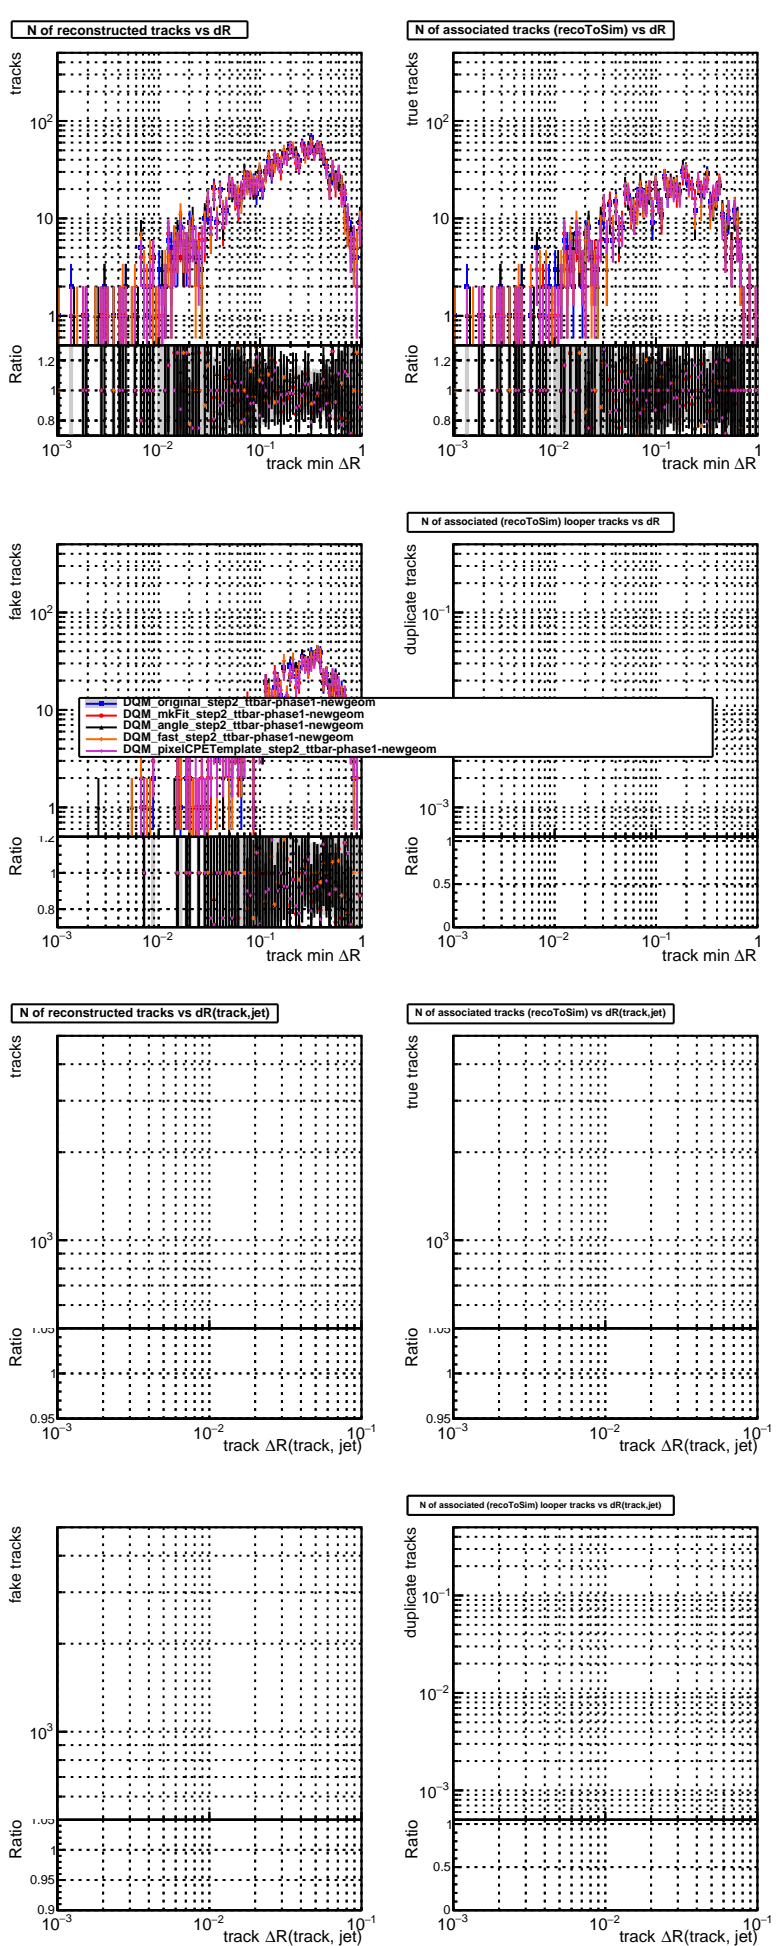 N of reconstructed tracks vs dR
N of associated tracks (recoToSim) vs dR
tracks
10²
10
1
Ratio
1.2
1
0.8
10⁻³ 10⁻² 10⁻¹ 1
track min ΔR
true tracks
10²
10
1
Ratio
1.2
1
0.8
10⁻³ 10⁻² 10⁻¹ 1
track min ΔR
N of associated (recoToSim) looper tracks vs dR
fake tracks
10²
10
1
Ratio
1.2
1
0.8
10⁻³ 10⁻² 10⁻¹ 1
track min ΔR
duplicate tracks
10⁻¹
10⁻³
Ratio
1
0.5
0
10⁻³ 10⁻² 10⁻¹ 1
track min ΔR
DQM_original_step2_ttbar-phase1-newgeom
DQM_mkFit_step2_ttbar-phase1-newgeom
DQM_angle_step2_ttbar-phase1-newgeom
DQM_fast_step2_ttbar-phase1-newgeom
DQM_pixelCPETemplate_step2_ttbar-phase1-newgeom
N of reconstructed tracks vs dR(track,jet)
N of associated tracks (recoToSim) vs dR(track,jet)
tracks
10³
Ratio
1.05
1
0.95
10⁻³ 10⁻² 10⁻¹
track ΔR(track, jet)
true tracks
10³
Ratio
1.05
1
0.95
10⁻³ 10⁻² 10⁻¹
track ΔR(track, jet)
N of associated (recoToSim) looper tracks vs dR(track,jet)
fake tracks
10³
Ratio
1.05
1
0.95
0.9
10⁻³ 10⁻² 10⁻¹
track ΔR(track, jet)
duplicate tracks
10⁻¹
10⁻²
10⁻³
Ratio
1
0.5
0
10⁻³ 10⁻² 10⁻¹
track ΔR(track, jet)